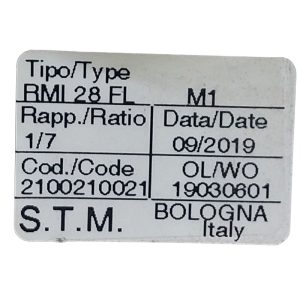 Tipo/Type
RMI 28 FL M1
Rapp./Ratio Data/Date
1/7 09/2019
Cod./Code OL/WO
2100210021 19030601
S.T.M. BOLOGNA
Italy